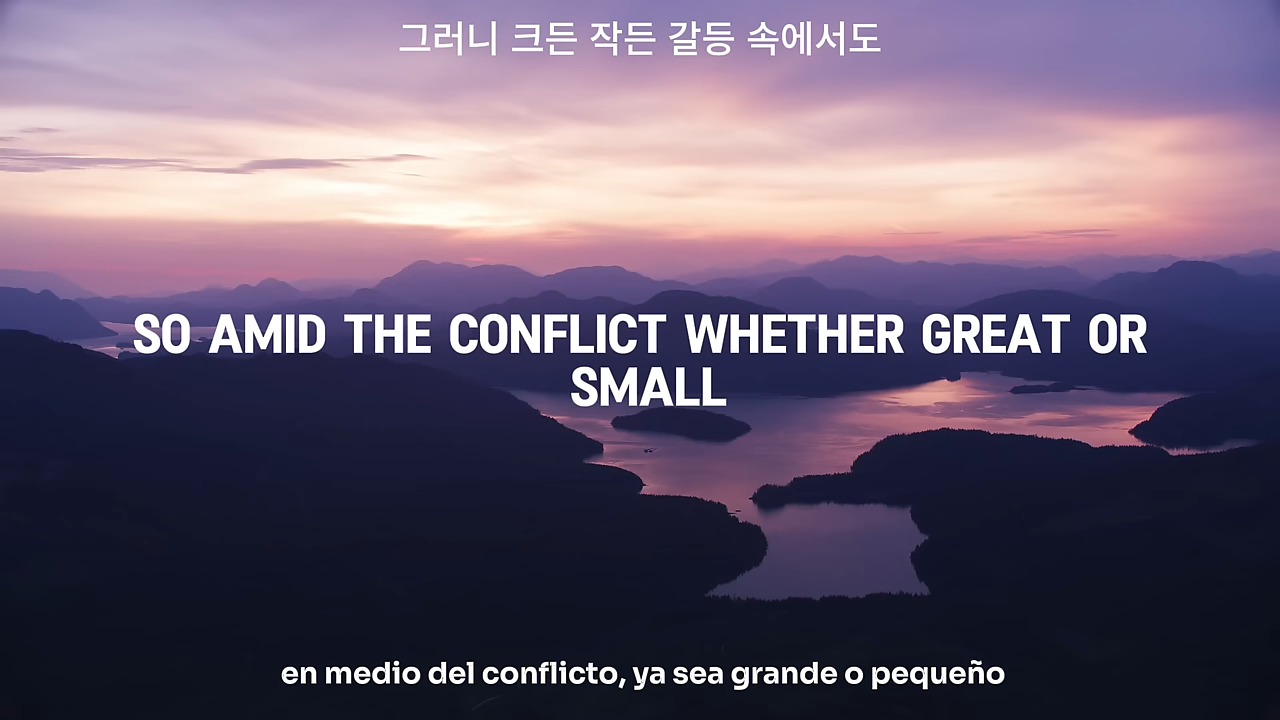 그러니 크든 작든 갈등 속에서도
SO AMID THE CONFLICT WHETHER GREAT OR
SMALL
en medio del conflicto, ya sea grande o pequeño